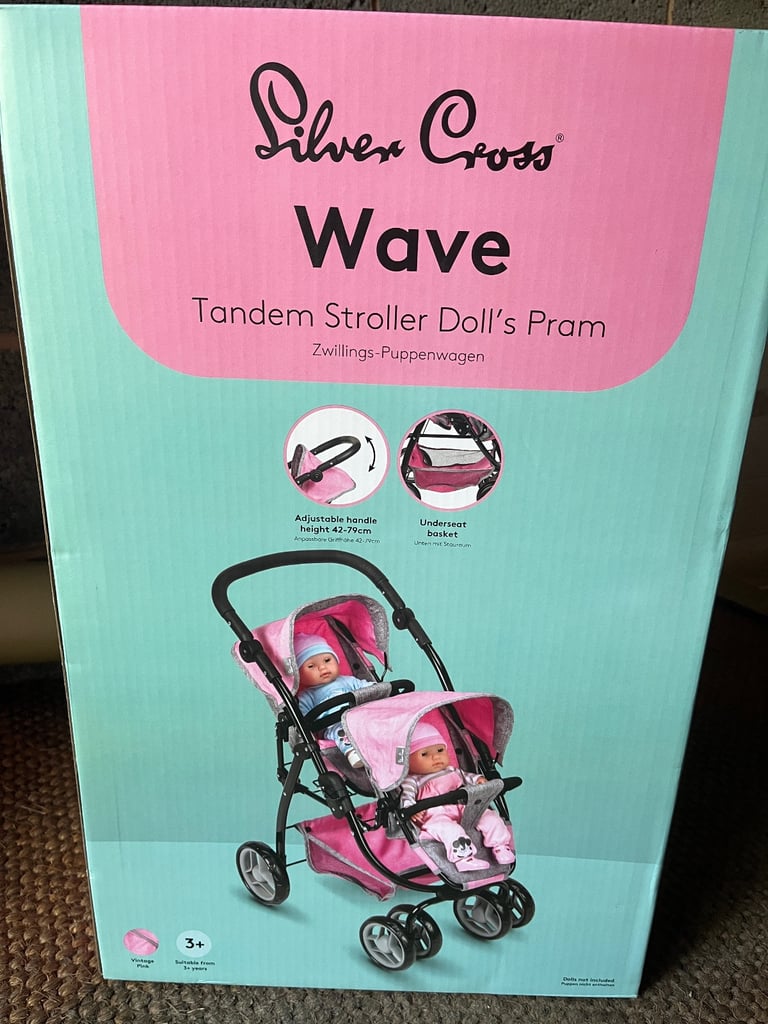 Silver Cross®
Wave
Tandem Stroller Doll's Pram
Zwillings-Puppenwagen
Adjustable handle
height 42-79cm
Anpassbare Griffhöhe 42-79cm
Underseat
basket
Unten mit Stauraum
Vintage
Pink
3+
Suitable from
3+ years
Dolls not included
Puppen nicht enthalten